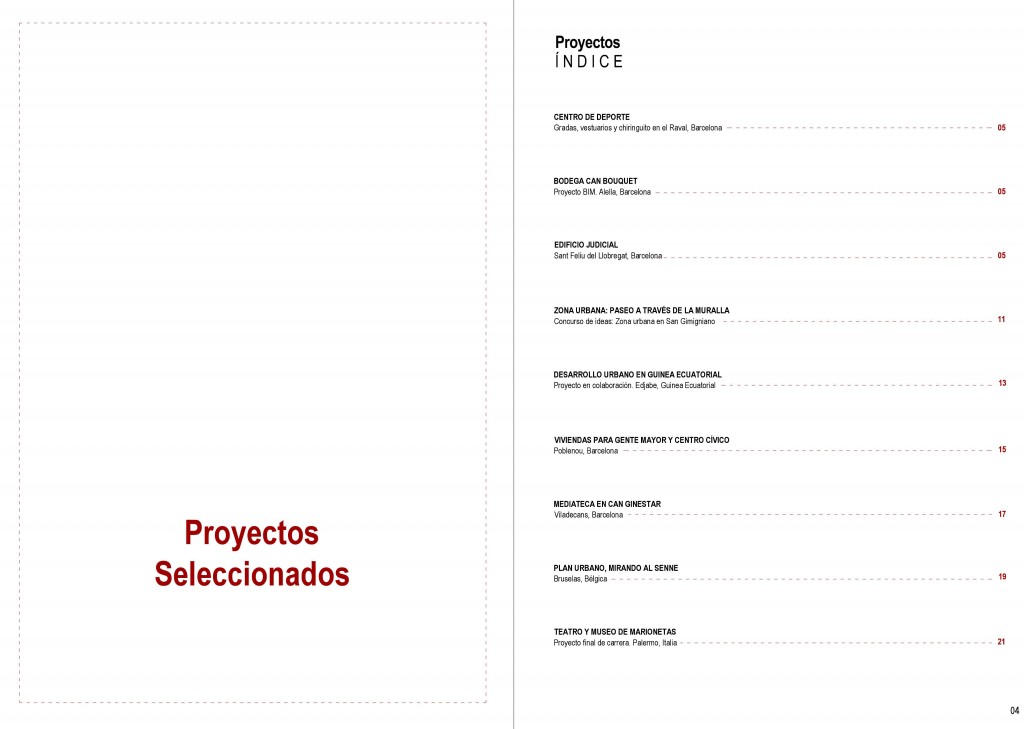 Proyectos
Seleccionados
Proyectos
ÍNDICE
CENTRO DE DEPORTE
Gradas, vestuarios y chiringuito en el Raval, Barcelona 05
BODEGA CAN BOUQUET
Proyecto BIM. Alella, Barcelona 05
EDIFICIO JUDICIAL
Sant Feliu del Llobregat, Barcelona 05
ZONA URBANA: PASEO A TRAVÉS DE LA MURALLA
Concurso de ideas: Zona urbana en San Gimigniano 11
DESARROLLO URBANO EN GUINEA ECUATORIAL
Proyecto en colaboración. Edjabe, Guinea Ecuatorial 13
VIVIENDAS PARA GENTE MAYOR Y CENTRO CÍVICO
Poblenou, Barcelona 15
MEDIATECA EN CAN GINESTAR
Viladecans, Barcelona 17
PLAN URBANO, MIRANDO AL SENNE
Bruselas, Bélgica 19
TEATRO Y MUSEO DE MARIONETAS
Proyecto final de carrera. Palermo, Italia 21
04